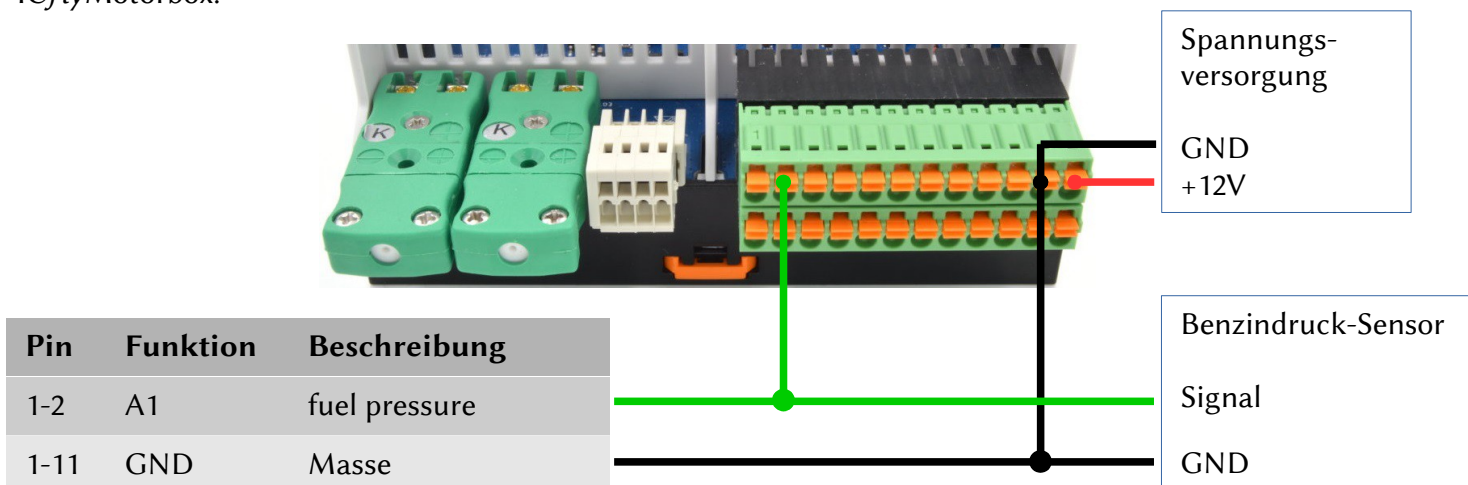 Spannungs-
versorgung
GND
+12V
K
K
1
Pin Funktion Beschreibung
1-2 A1 fuel pressure
1-11 GND Masse
Benzindruck-Sensor
Signal
GND